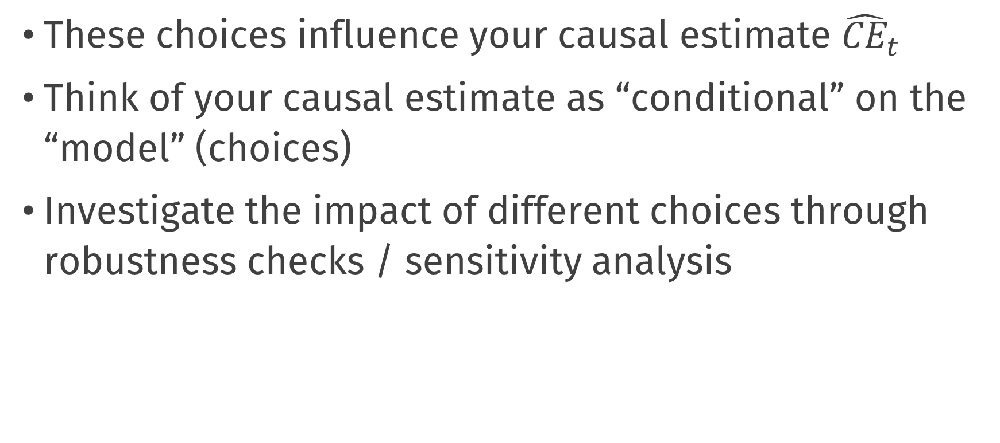 • These choices influence your causal estimate $\widehat{CE}_t$
• Think of your causal estimate as “conditional” on the
“model” (choices)
• Investigate the impact of different choices through
robustness checks / sensitivity analysis